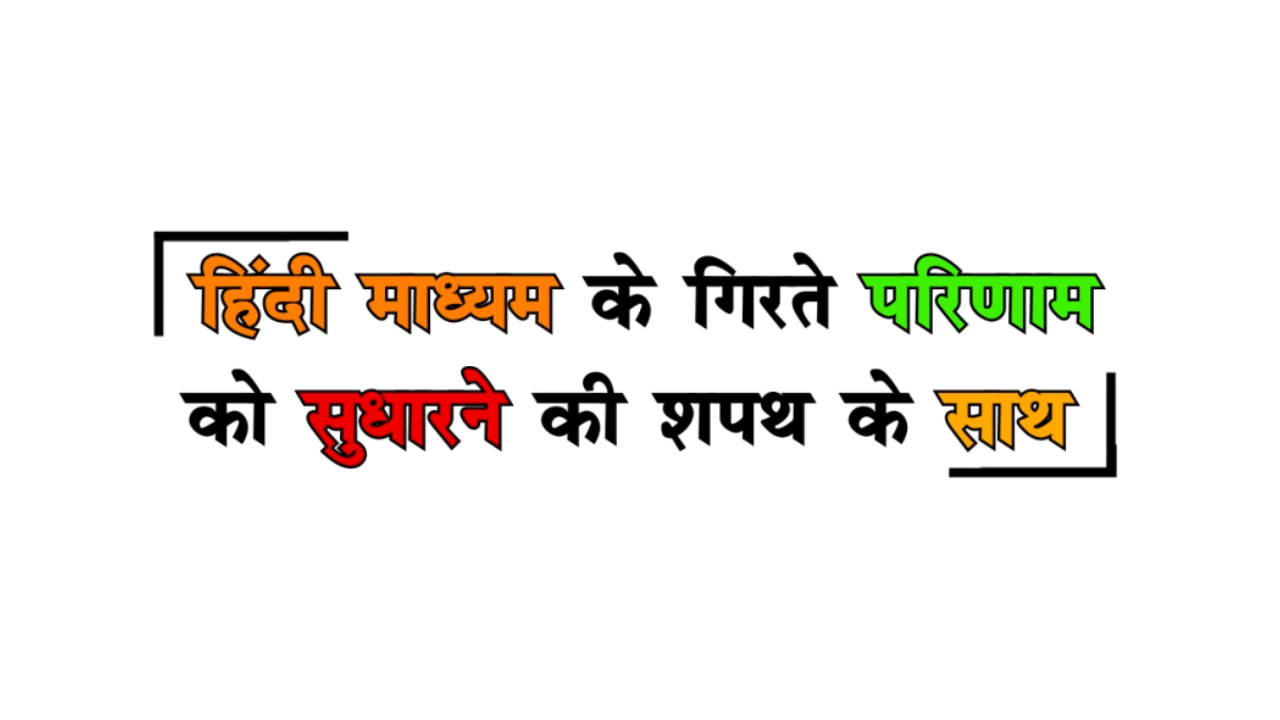 हिंदी माध्यम के गिरते परिणाम
को सुधारने की शपथ के साथ